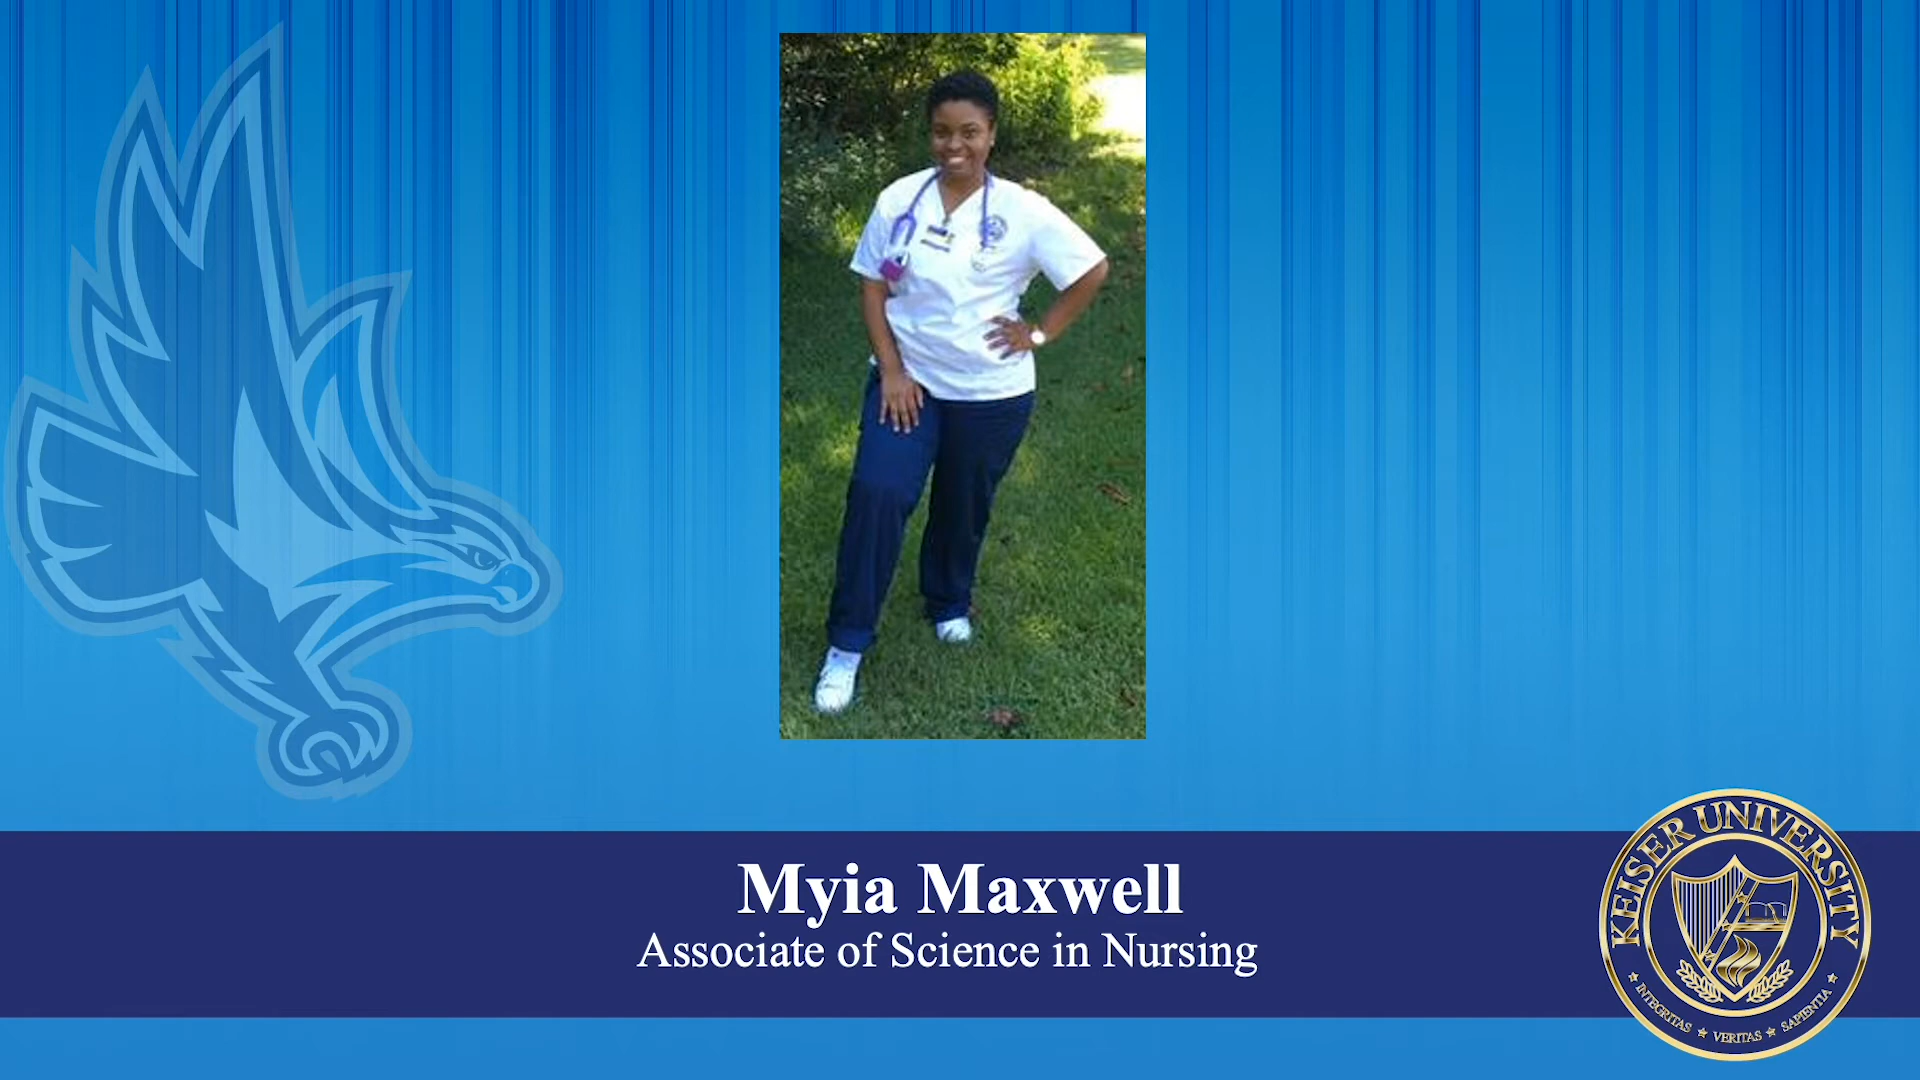 Myia Maxwell
Associate of Science in Nursing
KEISER UNIVERSITY
INTEGRITAS ★ VERITAS ★ SAPIENTIA